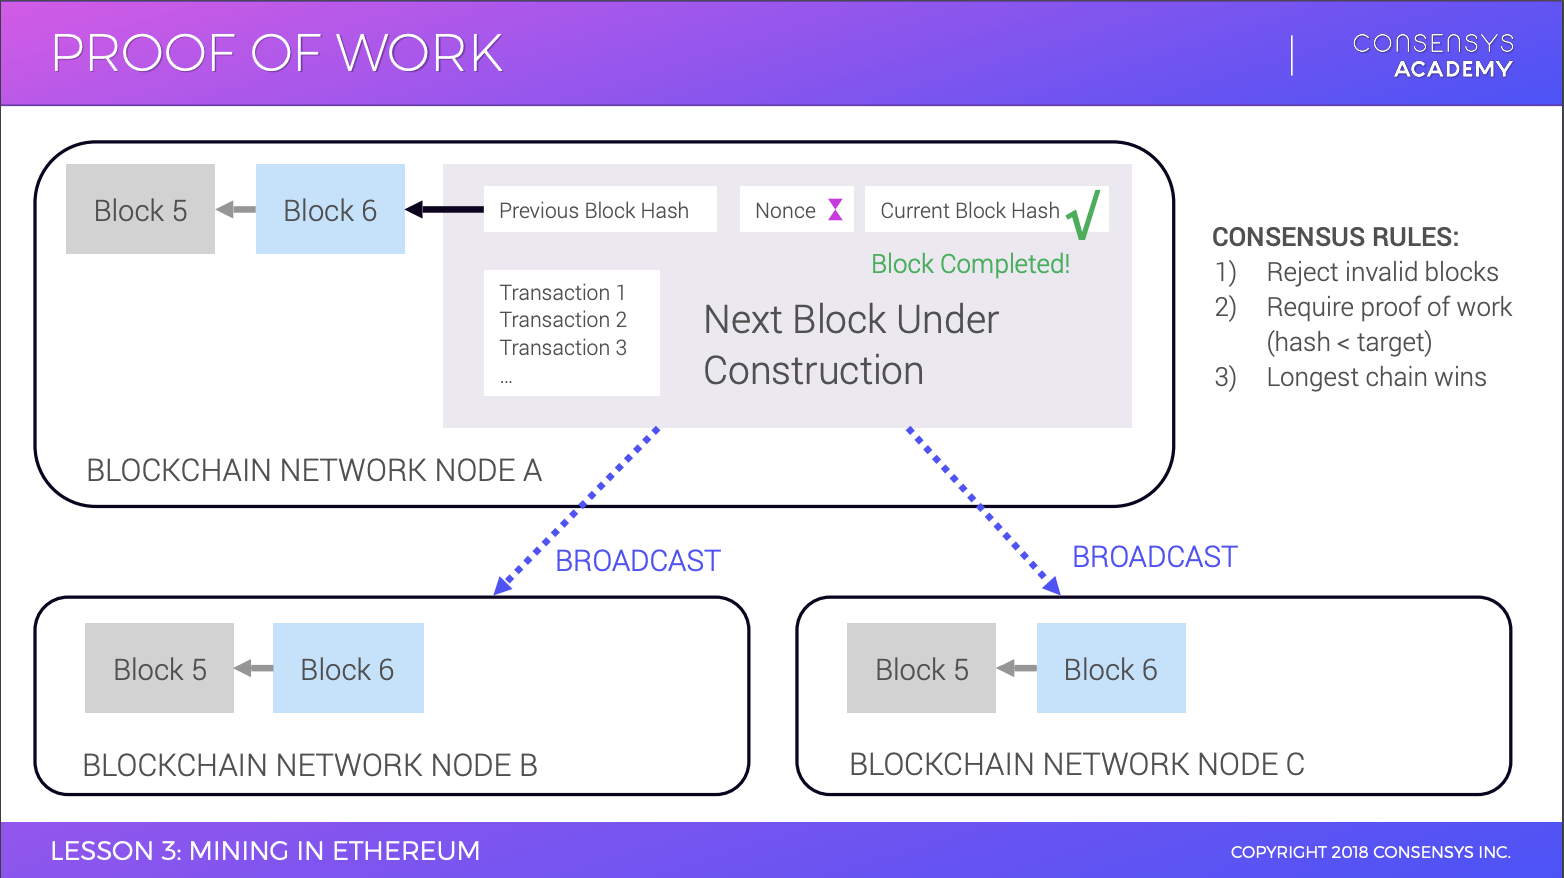 PROOF OF WORK
CONSENSYS
ACADEMY
Block 5
Block 6
Previous Block Hash
Nonce
Current Block Hash √
Block Completed!
Transaction 1
Transaction 2
Transaction 3
...
Next Block Under
Construction
BLOCKCHAIN NETWORK NODE A
CONSENSUS RULES:
1) Reject invalid blocks
2) Require proof of work
(hash < target)
3) Longest chain wins
BROADCAST
BROADCAST
Block 5
Block 6
BLOCKCHAIN NETWORK NODE B
Block 5
Block 6
BLOCKCHAIN NETWORK NODE C
LESSON 3: MINING IN ETHEREUM
COPYRIGHT 2018 CONSENSYS INC.